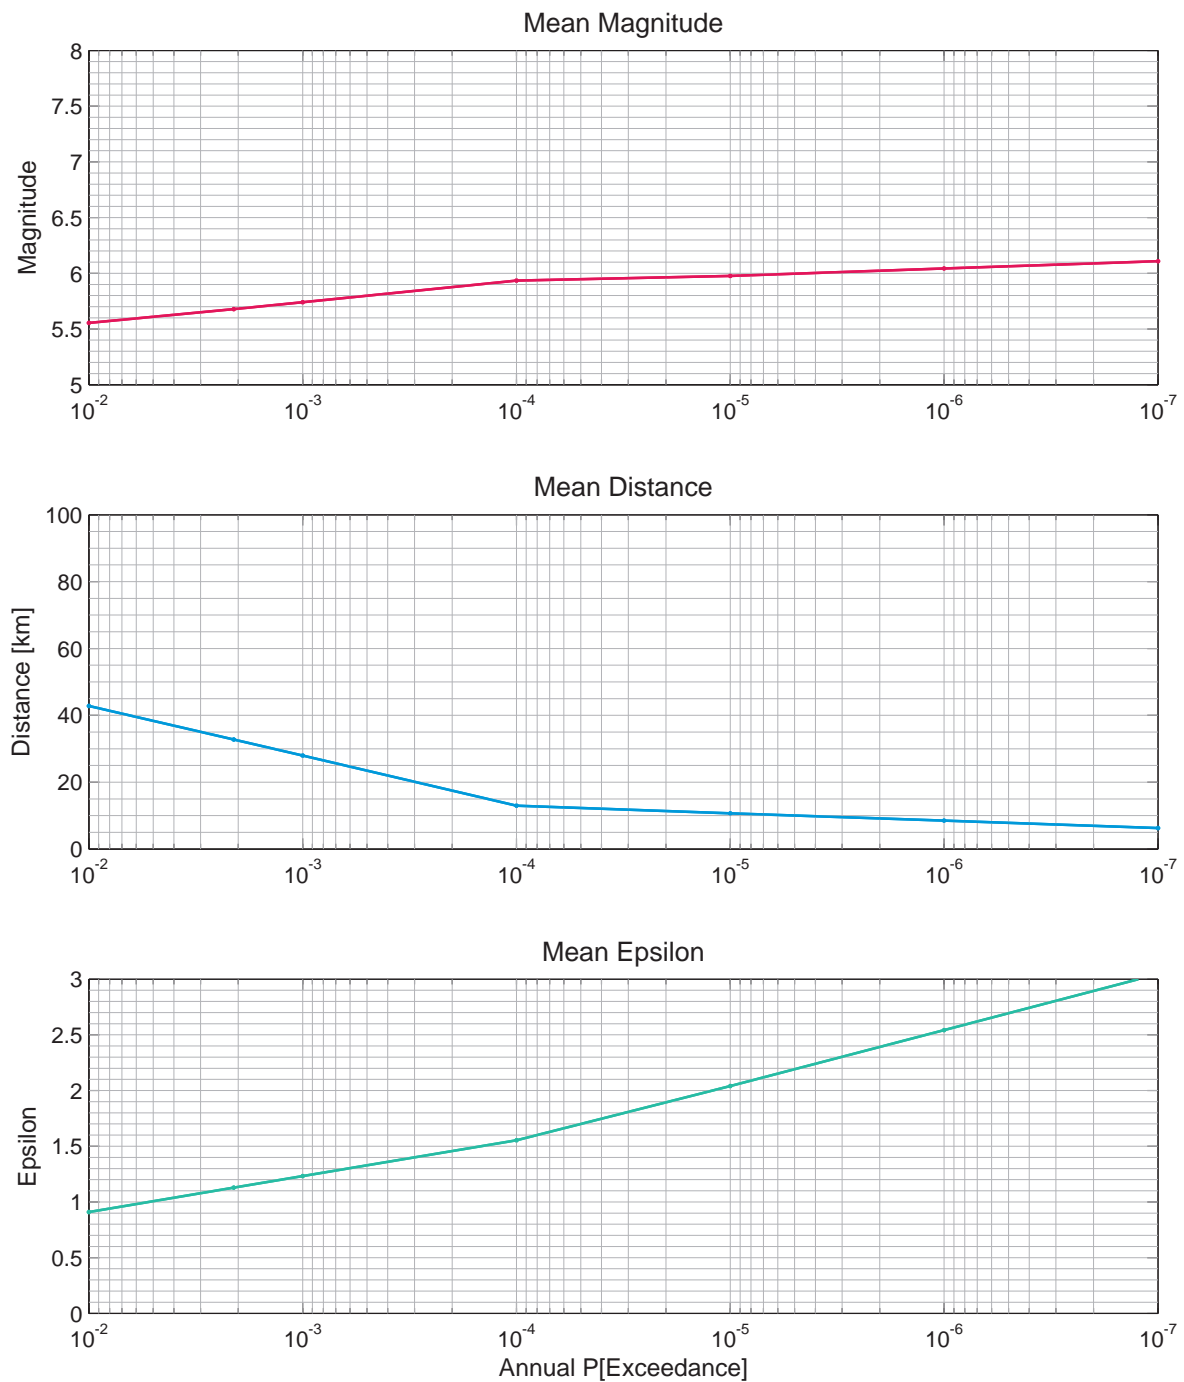 Mean Magnitude
Magnitude
8
7.5
7
6.5
6
5.5
5
10^-2 10^-3 10^-4 10^-5 10^-6 10^-7
Mean Distance
Distance [km]
100
80
60
40
20
0
10^-2 10^-3 10^-4 10^-5 10^-6 10^-7
Mean Epsilon
Epsilon
3
2.5
2
1.5
1
0.5
0
10^-2 10^-3 10^-4 10^-5 10^-6 10^-7
Annual P[Exceedance]